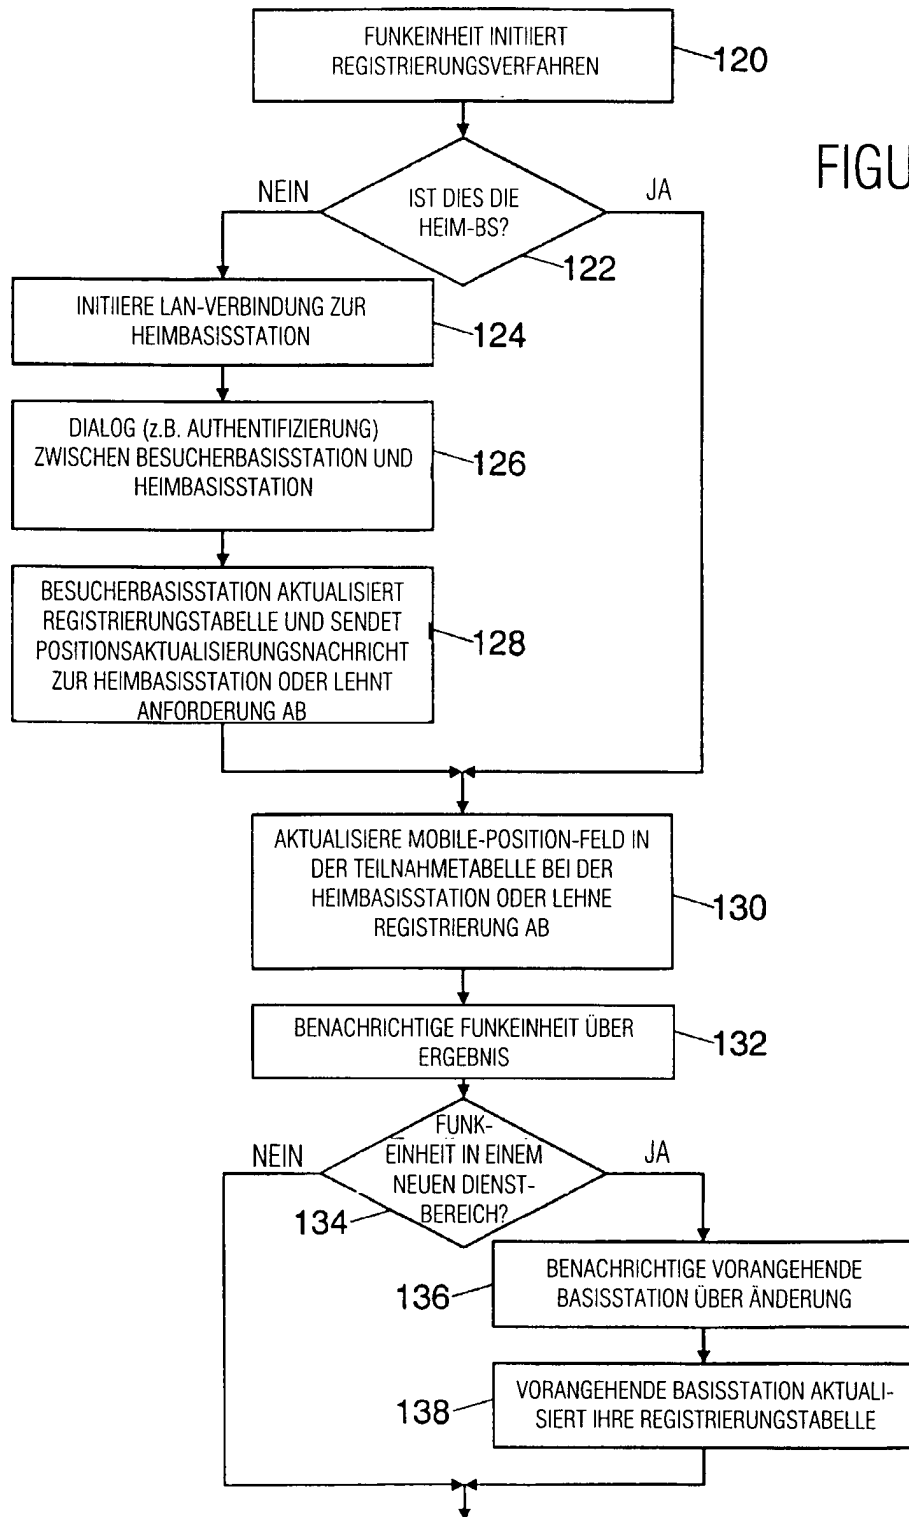 FUNKEINHEIT INITIIERT
REGISTRIERUNGSVERFAHREN
120
FIGU
NEIN
IST DIES DIE
HEIM-BS?
JA
122
INITIIERE LAN-VERBINDUNG ZUR
HEIMBASISSTATION
124
DIALOG (z.B. AUTHENTIFIZIERUNG)
ZWISCHEN BESUCHERBASISSTATION UND
HEIMBASISSTATION
126
BESUCHERBASISSTATION AKTUALISIERT
REGISTRIERUNGSTABELLE UND SENDET
POSITIONSAKTUALISIERUNGSNACHRICHT
ZUR HEIMBASISSTATION ODER LEHNT
ANFORDERUNG AB
128
AKTUALISIERE MOBILE-POSITION-FELD IN
DER TEILNAHMETABELLE BEI DER
HEIMBASISSTATION ODER LEHNE
REGISTRIERUNG AB
130
BENACHRICHTIGE FUNKEINHEIT ÜBER
ERGEBNIS
132
NEIN
FUNK-
EINHEIT IN EINEM
NEUEN DIENST-
BEREICH?
JA
134
BENACHRICHTIGE VORANGEHENDE
BASISSTATION ÜBER ÄNDERUNG
136
VORANGEHENDE BASISSTATION AKTUALI-
SIERT IHRE REGISTRIERUNGSTABELLE
138